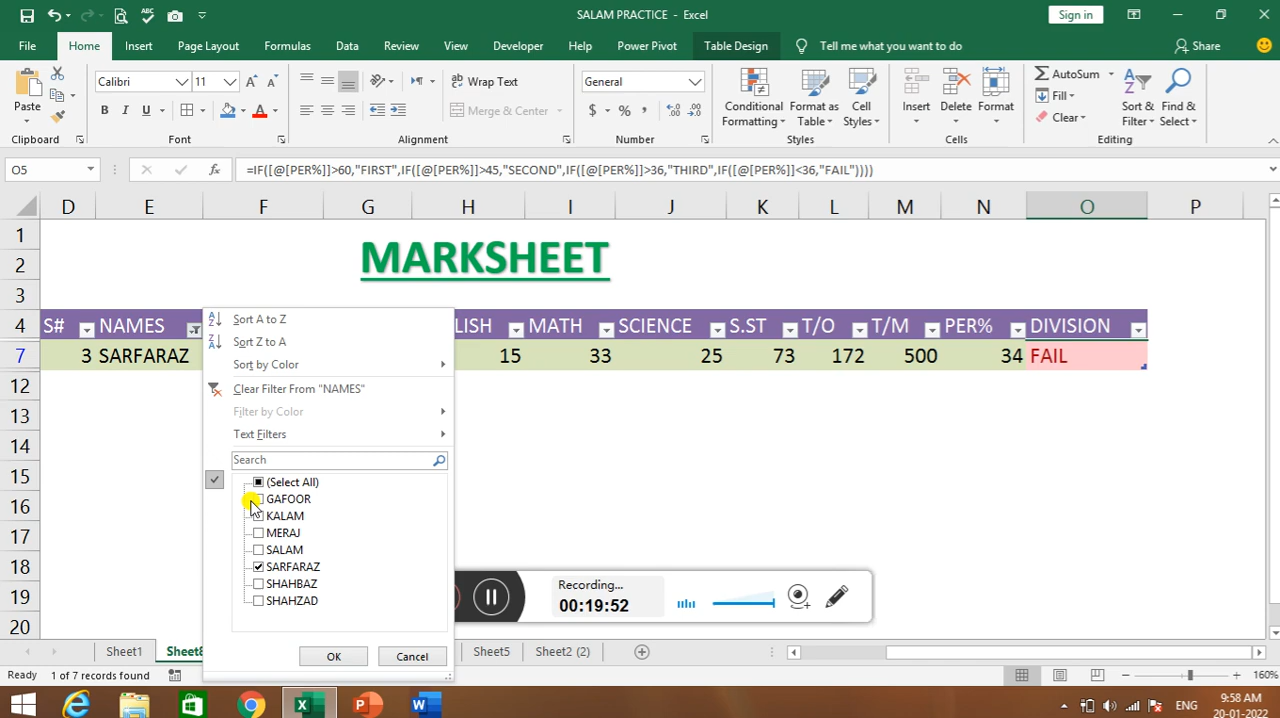 SALAM PRACTICE - Excel
Sign in
File Home Insert Page Layout Formulas Data Review View Developer Help Power Pivot Table Design Tell me what you want to do Share
Paste
Calibri 11
B I U
Wrap Text
Merge & Center
General
$ % ,
Conditional Formatting
Format as Table
Cell Styles
Insert
Delete
Format
AutoSum
Fill
Clear
Sort & Filter
Find & Select
Clipboard Font Alignment Number Styles Cells Editing
O5 fx =IF([@[PER%]]>60,"FIRST",IF([@[PER%]]>45,"SECOND",IF([@[PER%]]>36,"THIRD",IF([@[PER%]]<36,"FAIL"))))
D E F G H I J K L M N O P
1
2 MARKSHEET
3
4 S# NAMES LISH MATH SCIENCE S.ST T/O T/M PER% DIVISION
7 3 SARFARAZ 15 33 25 73 172 500 34 FAIL
12
13
14
15
16
17
18
19
20
Sort A to Z
Sort Z to A
Sort by Color
Clear Filter From "NAMES"
Filter by Color
Text Filters
Search
(Select All)
GAFOOR
KALAM
MERAJ
SALAM
SARFARAZ
SHAHBAZ
SHAHZAD
OK Cancel
Recording...
00:19:52
Sheet1 Sheet8 Sheet5 Sheet2 (2)
Ready 1 of 7 records found 160%
ENG 9:58 AM
20-01-2022